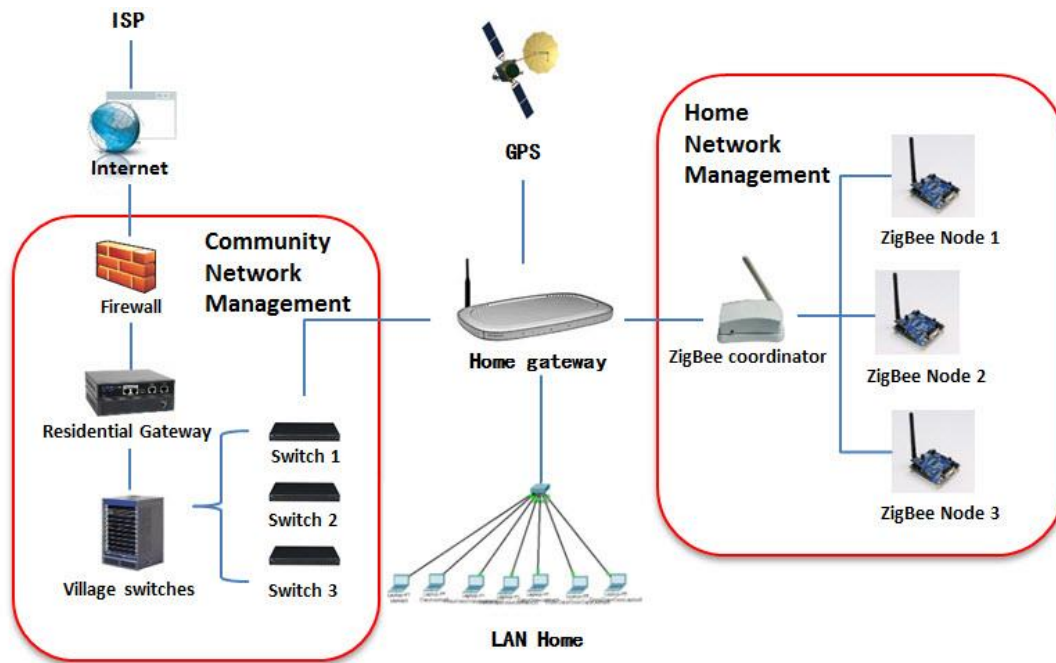 ISP
Internet
GPS
Community
Network
Management
Firewall
Residential Gateway
Village switches
Switch 1
Switch 2
Switch 3
Home gateway
LAN Home
Home
Network
Management
ZigBee coordinator
ZigBee Node 1
ZigBee Node 2
ZigBee Node 3